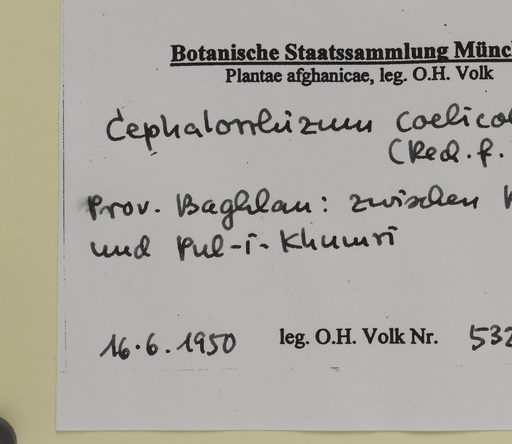 Botanische Staatssammlung Münc
Plantae afghanicae, leg. O.H. Volk
Cephalorrhizum coelicol
(Rech. f.
Prov. Baghlan: zwischen
und Pul-i-Khumri
16.6.1950 leg. O.H. Volk Nr. 532